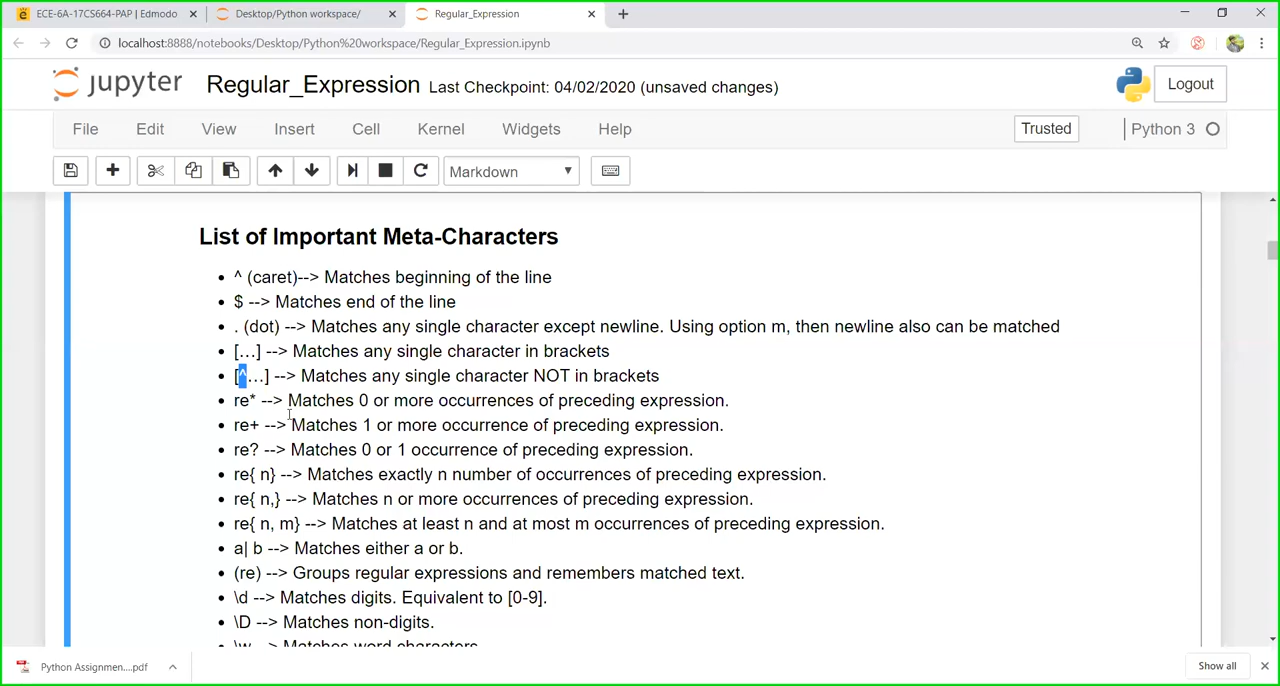 ECE-6A-17CS664-PAP | Edmodo
Desktop/Python workspace/
Regular_Expression
localhost:8888/notebooks/Desktop/Python%20workspace/Regular_Expression.ipynb
jupyter Regular_Expression Last Checkpoint: 04/02/2020 (unsaved changes)
Logout
File Edit View Insert Cell Kernel Widgets Help
Trusted
Python 3
Markdown
List of Important Meta-Characters
• ^ (caret)--> Matches beginning of the line
• $ --> Matches end of the line
• . (dot) --> Matches any single character except newline. Using option m, then newline also can be matched
• […] --> Matches any single character in brackets
• [^…] --> Matches any single character NOT in brackets
• re* --> Matches 0 or more occurrences of preceding expression.
• re+ --> Matches 1 or more occurrence of preceding expression.
• re? --> Matches 0 or 1 occurrence of preceding expression.
• re{ n} --> Matches exactly n number of occurrences of preceding expression.
• re{ n,} --> Matches n or more occurrences of preceding expression.
• re{ n, m} --> Matches at least n and at most m occurrences of preceding expression.
• a| b --> Matches either a or b.
• (re) --> Groups regular expressions and remembers matched text.
• \d --> Matches digits. Equivalent to [0-9].
• \D --> Matches non-digits.
• \w --> Matches word characters.
Python Assignmen....pdf
Show all